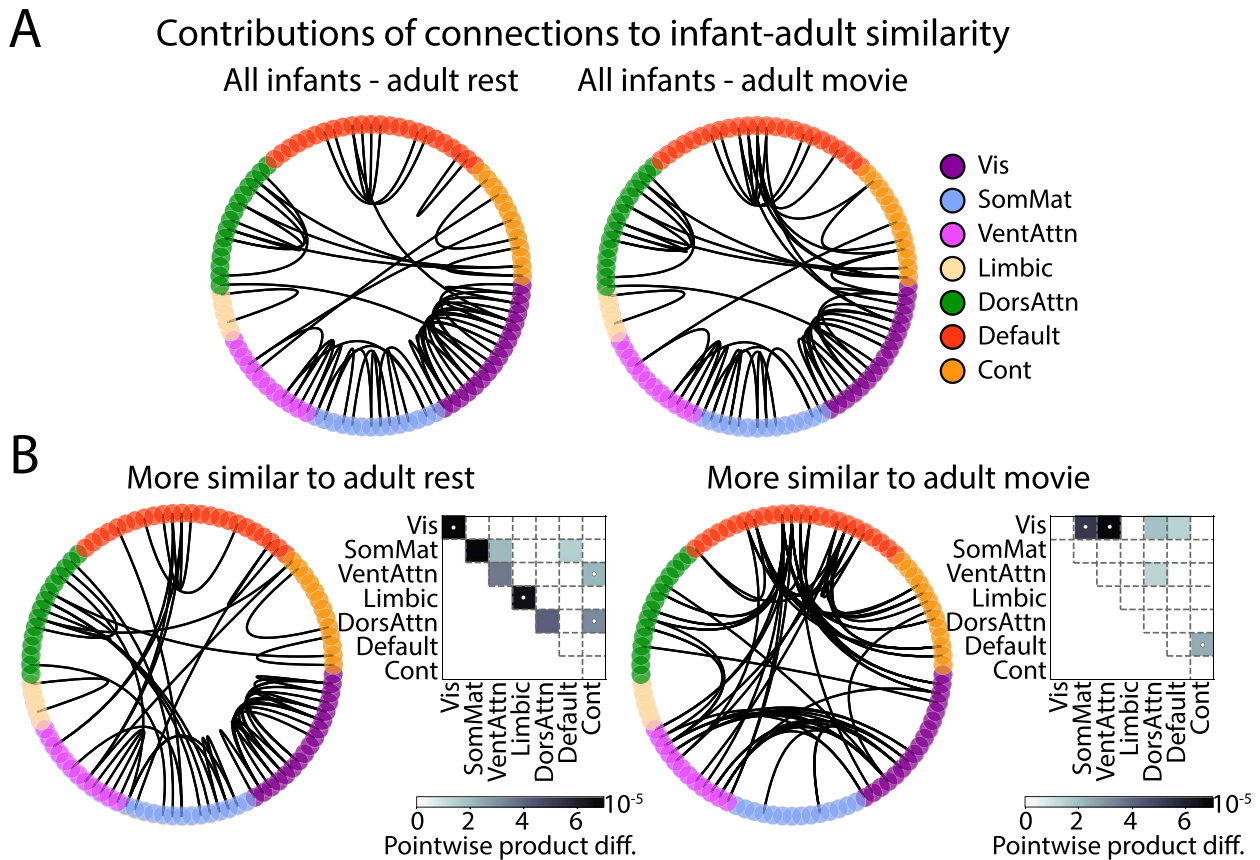 A
Contributions of connections to infant-adult similarity
All infants - adult rest
All infants - adult movie
Vis
SomMat
VentAttn
Limbic
DorsAttn
Default
Cont
B
More similar to adult rest
Vis
SomMat
VentAttn
Limbic
DorsAttn
Default
Cont
Vis
SomMat
VentAttn
Limbic
DorsAttn
Default
Cont
0 2 4 6 10⁻⁵
Pointwise product diff.
More similar to adult movie
Vis
SomMat
VentAttn
Limbic
DorsAttn
Default
Cont
Vis
SomMat
VentAttn
Limbic
DorsAttn
Default
Cont
0 2 4 6 10⁻⁵
Pointwise product diff.